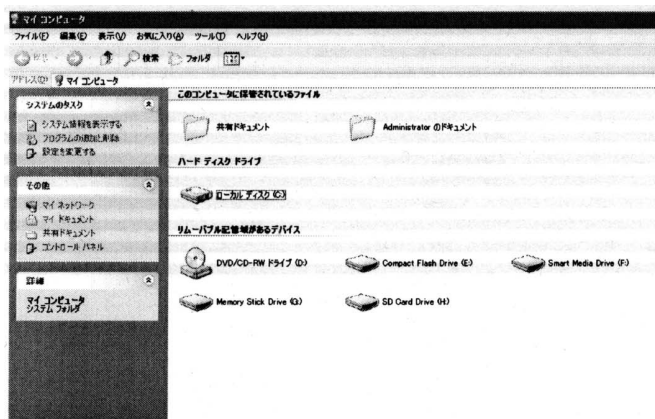 マイ コンピュータ
ファイル(F) 編集(E) 表示(V) お気に入り(A) ツール(T) ヘルプ(H)
検索 フォルダ
アドレス(D) マイ コンピュータ
システムのタスク
システム情報を表示する
プログラムの追加と削除
設定を変更する
その他
マイ ネットワーク
マイ ドキュメント
共有ドキュメント
コントロール パネル
詳細
マイ コンピュータ
システム フォルダ
このコンピュータに保管されているファイル
共有ドキュメント
Administrator のドキュメント
ハード ディスク ドライブ
ローカル ディスク (C:)
リムーバブル記憶域があるデバイス
DVD/CD-RW ドライブ (D:)
Compact Flash Drive (E:)
Smart Media Drive (F:)
Memory Stick Drive (G:)
SD Card Drive (H:)